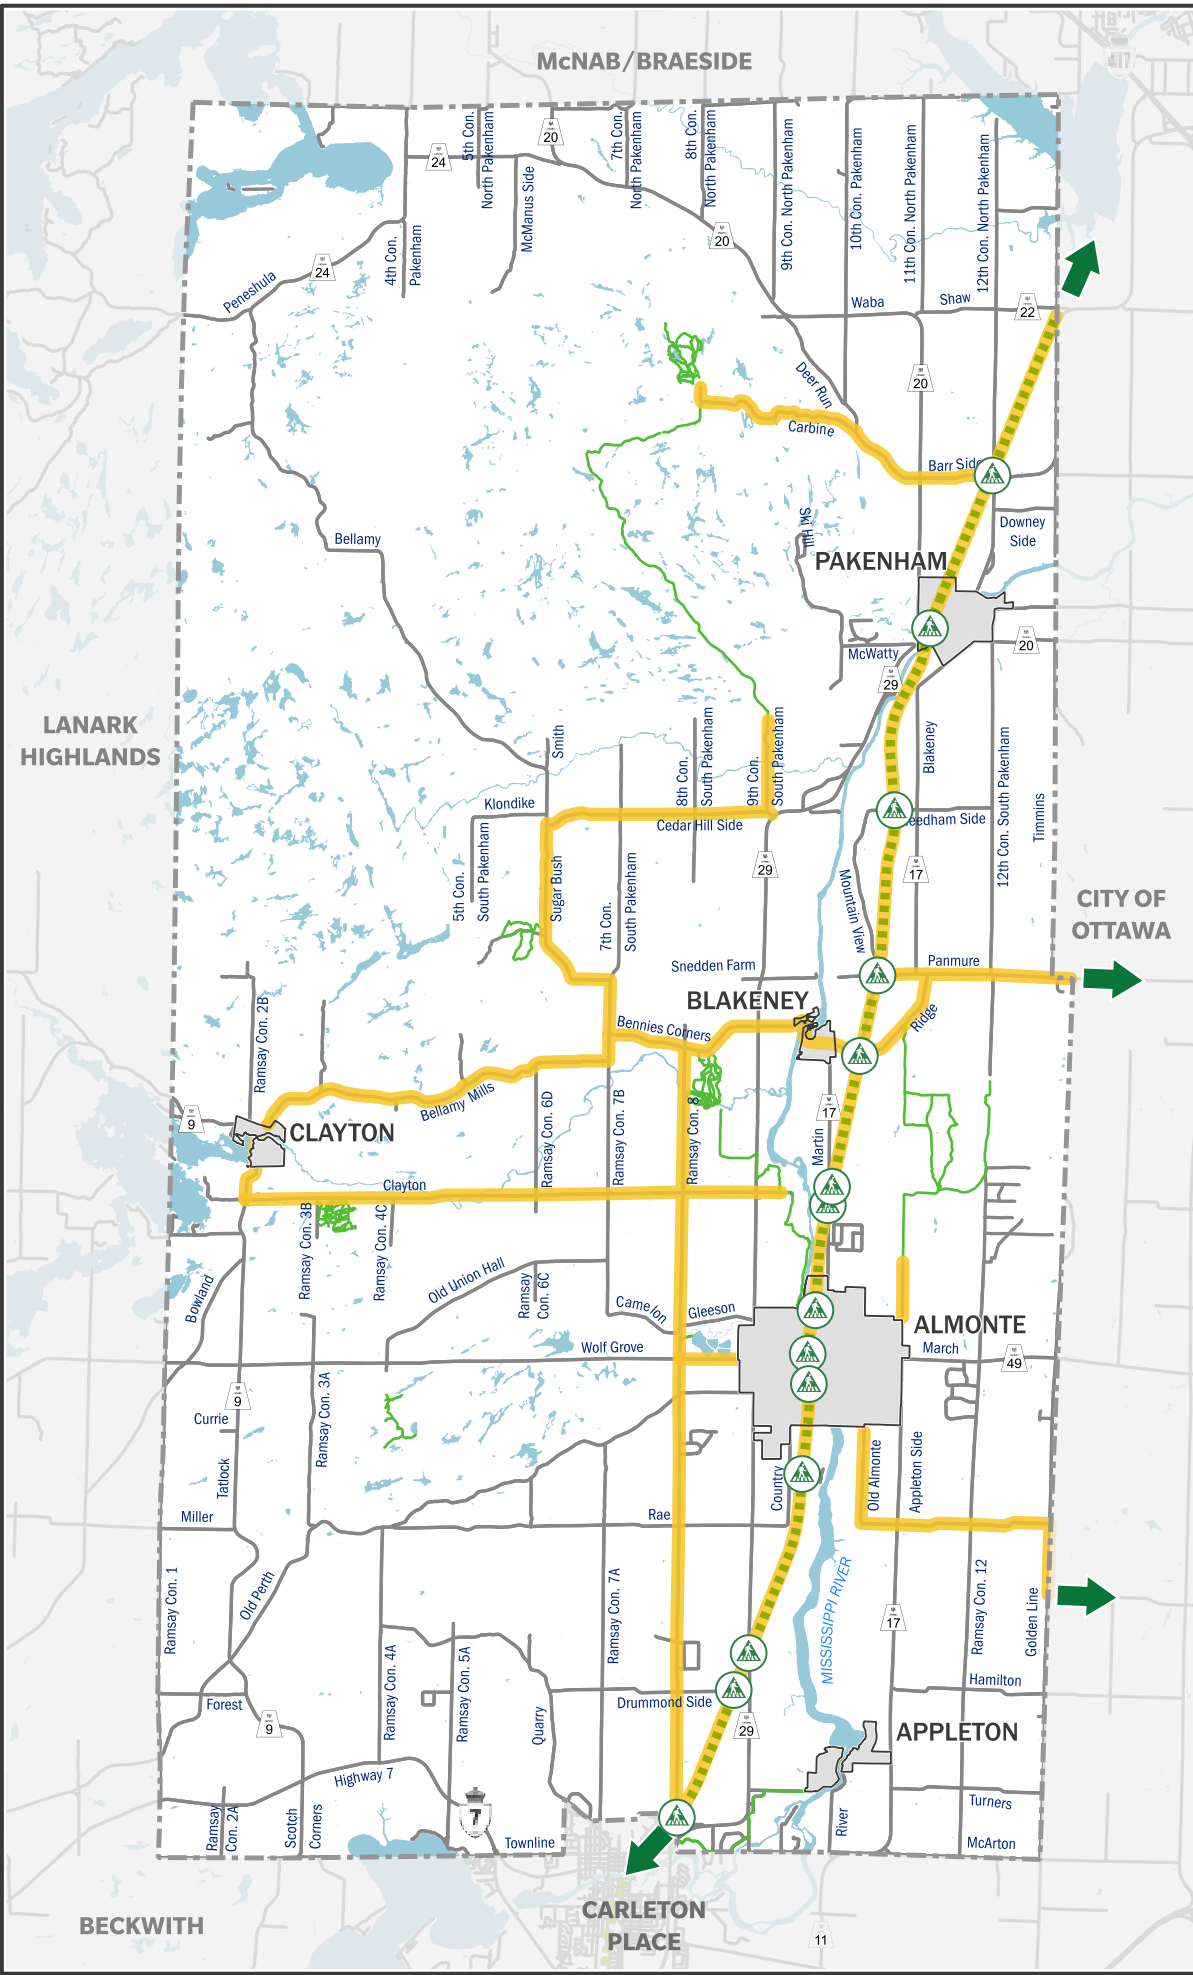 McNAB/BRAESIDE
5th Con.
North Pakenham
20
7th Con.
North Pakenham
8th Con.
North Pakenham
9th Con. North Pakenham
10th Con. Pakenham
11th Con. North Pakenham
12th Con. North Pakenham
24
McManus Side
4th Con.
Pakenham
20
24
Peneshula
Waba
Shaw
22
Deer Run
20
Carbine
Barr Side
Ski Hill
Downey
Side
Bellamy
PAKENHAM
20
McWatty
29
LANARK
HIGHLANDS
Smith
8th Con.
South Pakenham
9th Con.
South Pakenham
Blakeney
12th Con. South Pakenham
Timmins
Klondike
Cedar Hill Side
eedham Side
5th Con.
South Pakenham
Sugar Bush
7th Con.
South Pakenham
29
17
Mountain View
CITY OF
OTTAWA
Snedden Farm
Panmure
BLAKENEY
Ridge
Ramsay Con. 2B
Bennies Corners
Bellamy Mills
9
CLAYTON
Ramsay Con. 6D
Ramsay Con. 7B
Ramsay Con. 8
17
Martin
Clayton
Ramsay Con. 3B
Ramsay Con. 4C
Bowland
Old Union Hall
Ramsay
Con. 6C
Camelon
Gleeson
ALMONTE
Wolf Grove
March
49
9
Ramsay Con. 3A
Currie
Tatlock
Country
Old Almonte
Appleton Side
Miller
Rae
Ramsay Con. 1
Old Perth
Ramsay Con. 7A
MISSISSIPPI RIVER
17
Ramsay Con. 12
Golden Line
Ramsay Con. 4A
Ramsay Con. 5A
Hamilton
Forest
Quarry
Drummond Side
9
29
APPLETON
Highway 7
Ramsay
Con. 2A
Scotch
Corners
7
River
Turners
Townline
McArton
CARLETON
PLACE
BECKWITH
11